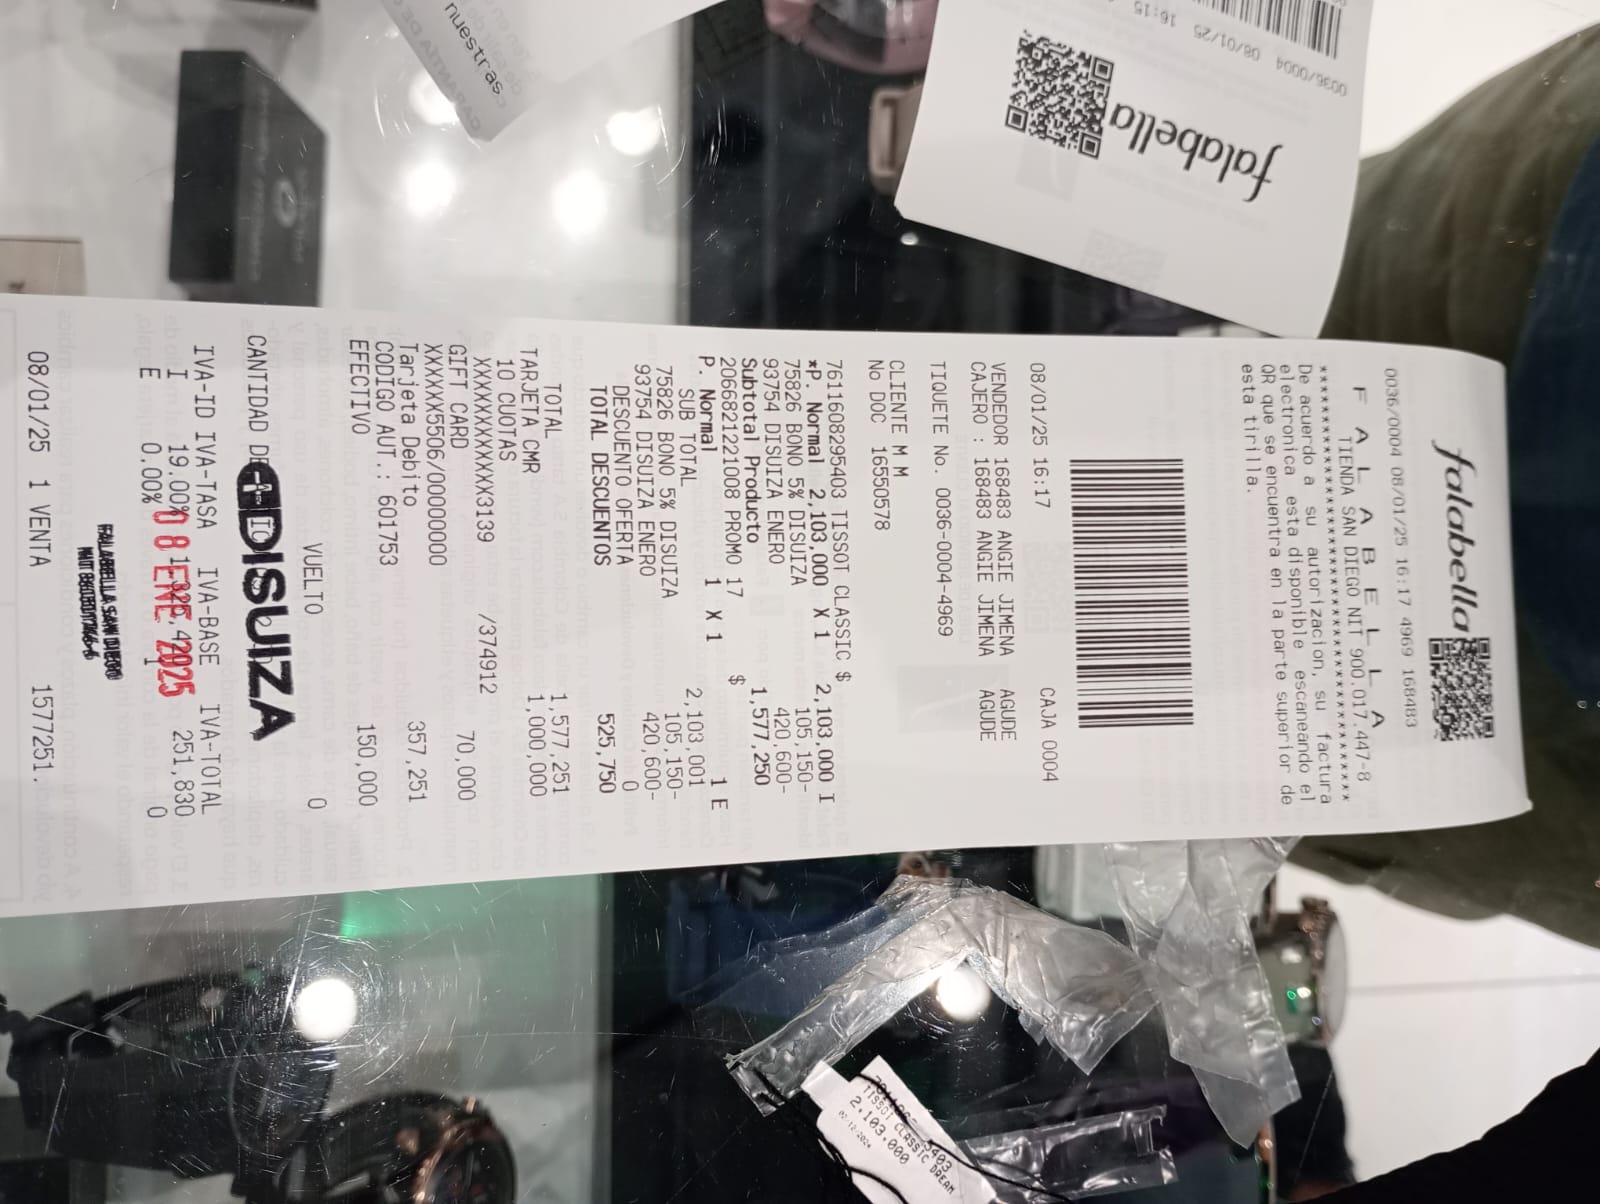 falabella
0036/0004 08/01/25 16:17 4969 168483
F A L A B E L L A
TIENDA SAN DIEGO NIT 900.017.447-8
************************************
De acuerdo a su autorizacion, su factura
electronica esta disponible escaneando el
QR que se encuentra en la parte superior de
esta tirilla.
08/01/25 16:17 CAJA 0004
VENDEDOR 168483 ANGIE JIMENA AGUDE
CAJERO : 168483 ANGIE JIMENA AGUDE
TIQUETE No. 0036-0004-4969
CLIENTE M M
No DOC 16550578
7611608295403 TISSOT CLASSIC $ 2,103,000 I
*P. Normal 2,103,000 X 1
75826 BONO 5% DISUIZA 105,150-
93754 DISUIZA ENERO 420,600-
Subtotal Producto 1,577,250
2066821221008 PROMO 17 $ 1 E
P. Normal 1 X 1
SUB TOTAL 2,103,001
75826 BONO 5% DISUIZA 105,150-
93754 DISUIZA ENERO 420,600-
DESCUENTO OFERTA 0
TOTAL DESCUENTOS 525,750
TOTAL 1,577,251
TARJETA CMR 1,000,000
10 CUOTAS
XXXXXXXXXXXX3139 /374912
GIFT CARD 70,000
XXXXXX5506/00000000
Tarjeta Debito 357,251
CODIGO AUT.: 601753
EFECTIVO 150,000
VUELTO 0
CANTIDAD DE
DISUIZA
IVA-ID IVA-TASA IVA-BASE IVA-TOTAL
I 19.00% 251,830
08 ENE 2025
E 0.00% 0
FALABELLA SAN DIEGO
08/01/25 1 VENTA 1577251.
falabella
0036/0004 08/01/25 16:15
nuestras
TISSOT CLASSIC DREAM
2.103.000